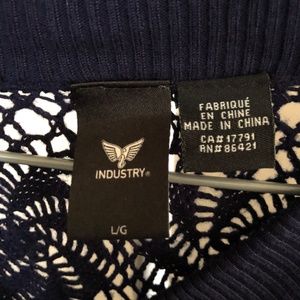 INDUSTRY®
L/G
FABRIQUÉ
EN CHINE
MADE IN CHINA
CA#17791
RN#86421